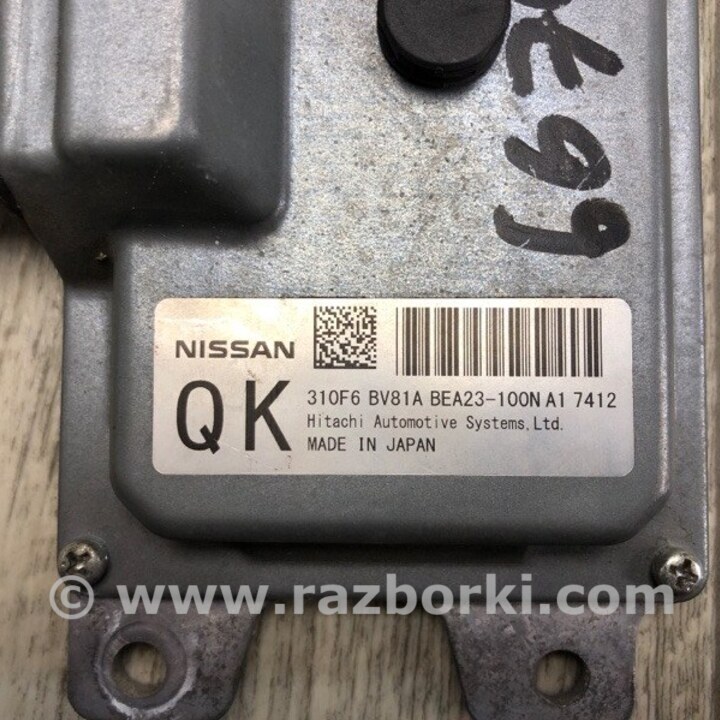 NISSAN
QK
310F6 BV81A BEA23-100N A1 7412
Hitachi Automotive Systems,Ltd.
MADE IN JAPAN
© www.razborki.com